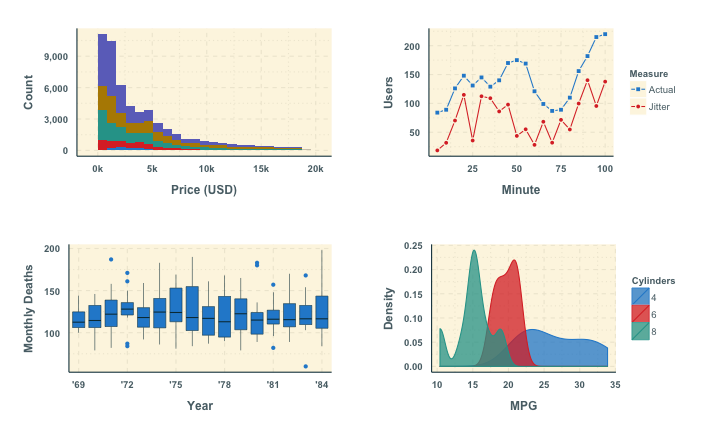 9,000
6,000
3,000
0
Count
0k 5k 10k 15k 20k
Price (USD)
200
150
100
50
Users
25 50 75 100
Minute
Measure
Actual
Jitter
200
150
100
Monthly Deaths
'69 '72 '75 '78 '81 '84
Year
0.25
0.20
0.15
0.10
0.05
0.00
Density
10 15 20 25 30 35
MPG
Cylinders
4
6
8